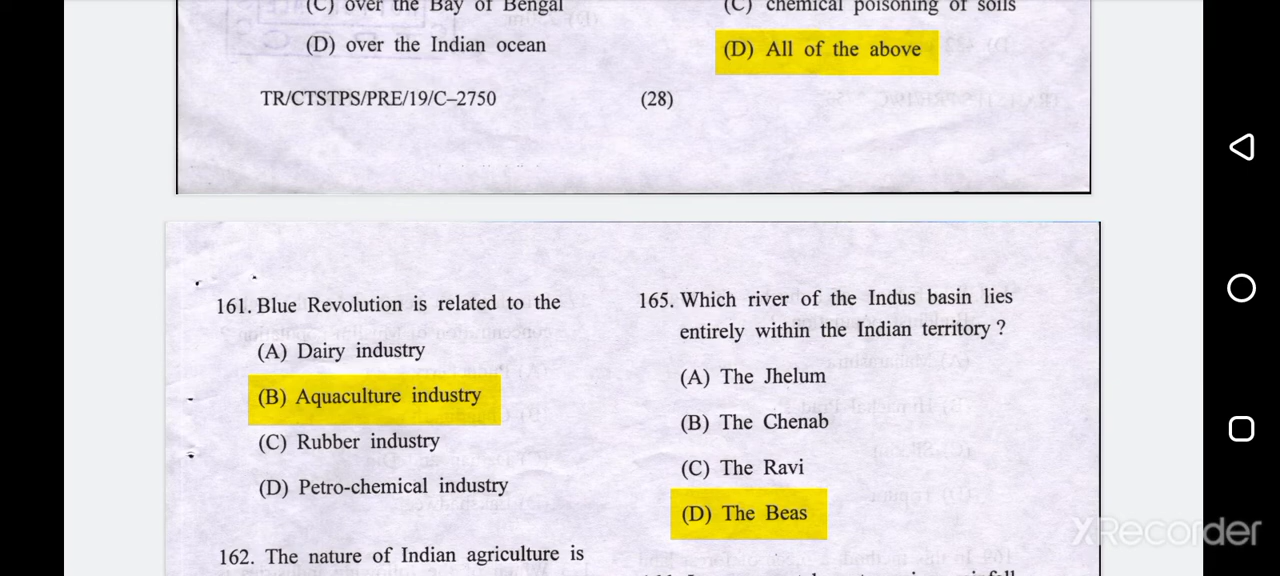 (C) over the Bay of Bengal
(D) over the Indian ocean
(C) chemical poisoning of soils
(D) All of the above
TR/CTSTPS/PRE/19/C–2750
(28)
161. Blue Revolution is related to the
(A) Dairy industry
(B) Aquaculture industry
(C) Rubber industry
(D) Petro-chemical industry
162. The nature of Indian agriculture is
165. Which river of the Indus basin lies
entirely within the Indian territory ?
(A) The Jhelum
(B) The Chenab
(C) The Ravi
(D) The Beas
XRecorder